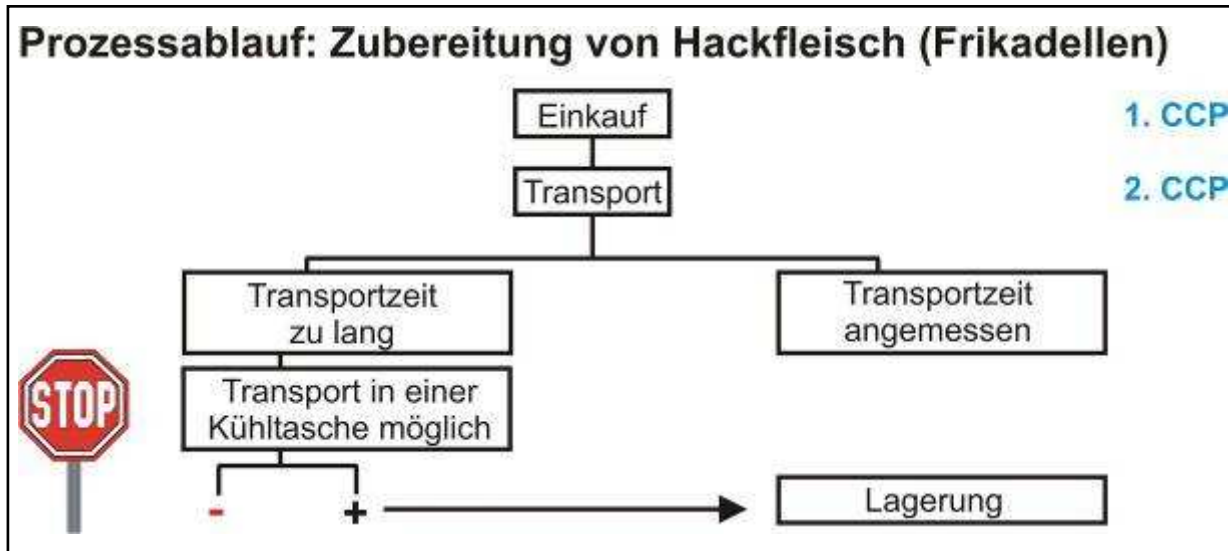 Prozessablauf: Zubereitung von Hackfleisch (Frikadellen)
Einkauf
1. CCP
Transport
2. CCP
Transportzeit
zu lang
Transportzeit
angemessen
STOP
Transport in einer
Kühltasche möglich
- +
Lagerung